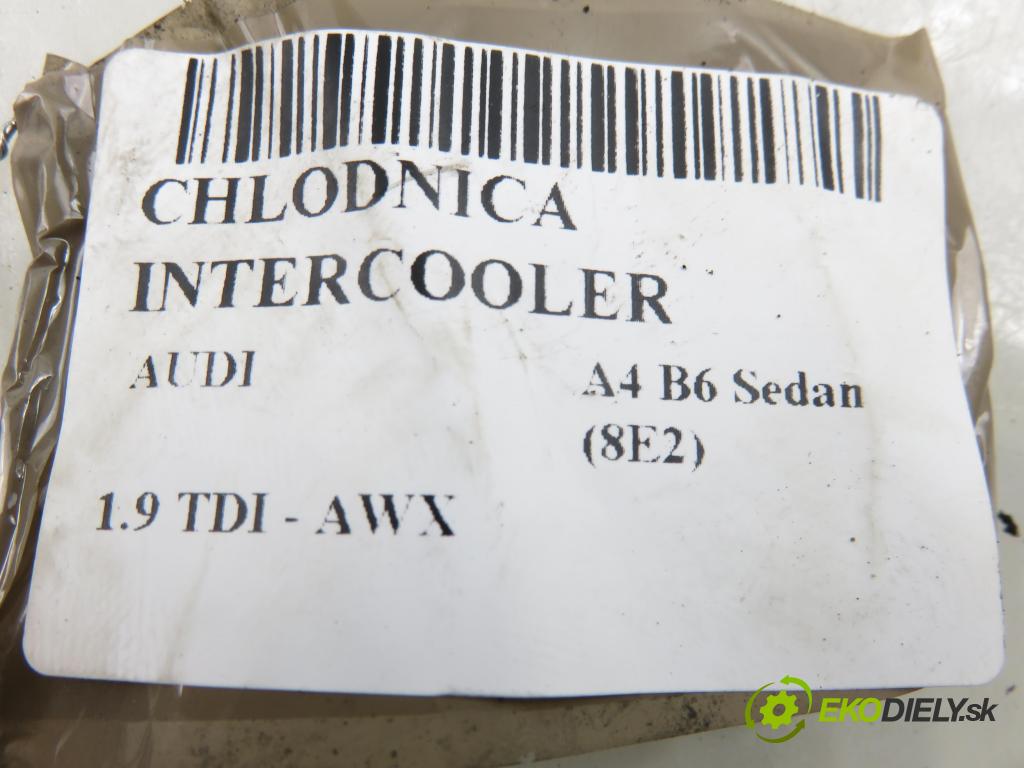 CHLODNICA
INTERCOOLER
AUDI A4 B6 Sedan
(8E2)
1.9 TDI - AWX
EKODIELY.sk